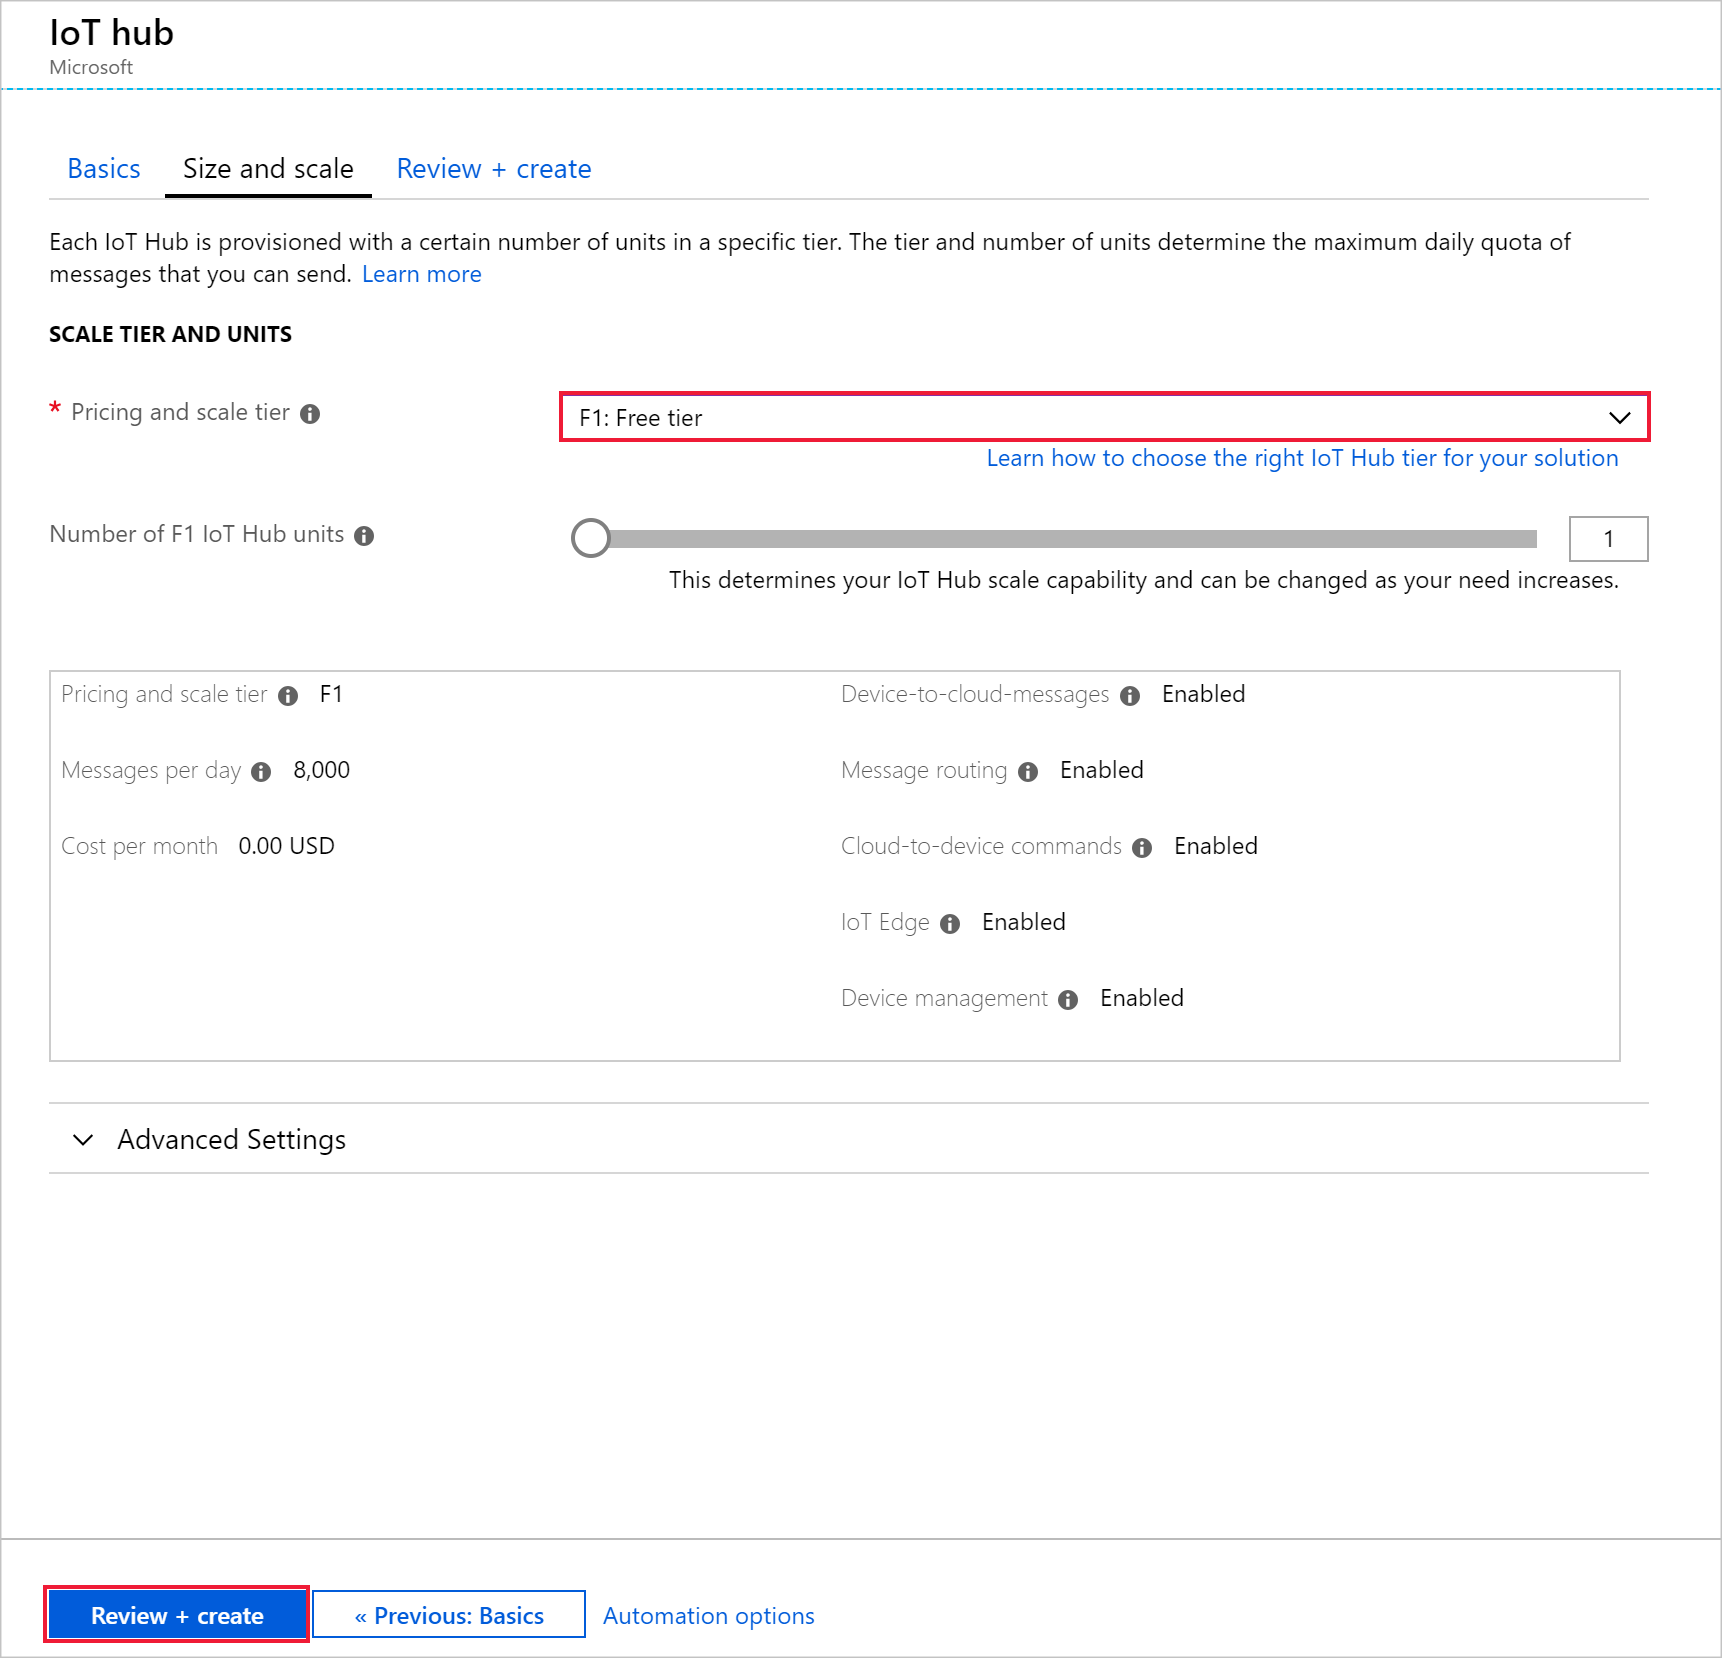 IoT hub
Microsoft
Basics Size and scale Review + create
Each IoT Hub is provisioned with a certain number of units in a specific tier. The tier and number of units determine the maximum daily quota of
messages that you can send. Learn more
SCALE TIER AND UNITS
* Pricing and scale tier F1: Free tier
Learn how to choose the right IoT Hub tier for your solution
Number of F1 IoT Hub units 1
This determines your IoT Hub scale capability and can be changed as your need increases.
Pricing and scale tier F1
Messages per day 8,000
Cost per month 0.00 USD
Device-to-cloud-messages Enabled
Message routing Enabled
Cloud-to-device commands Enabled
IoT Edge Enabled
Device management Enabled
Advanced Settings
Review + create « Previous: Basics Automation options